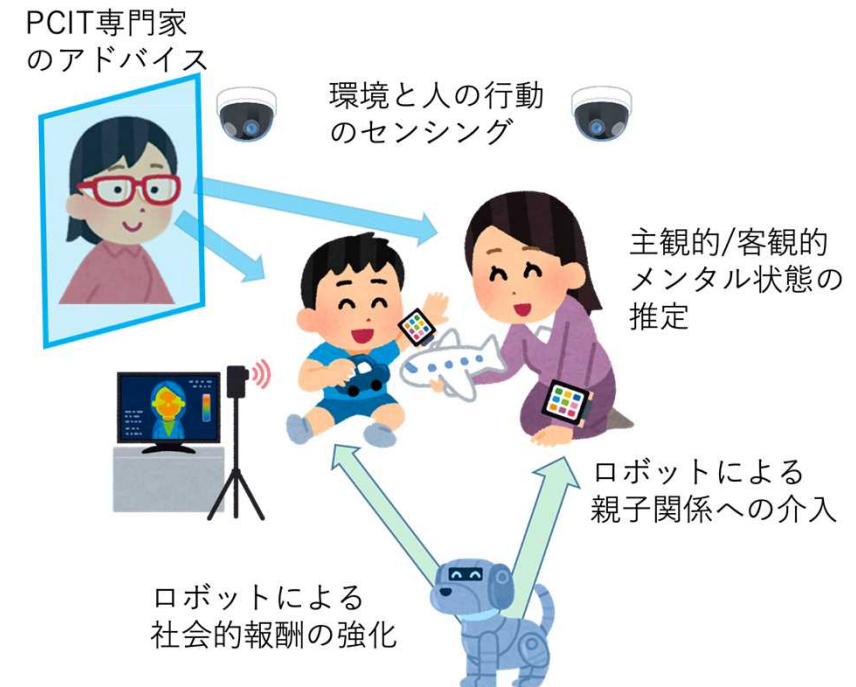 PCIT専門家
のアドバイス
環境と人の行動
のセンシング
主観的/客観的
メンタル状態の
推定
ロボットによる
親子関係への介入
ロボットによる
社会的報酬の強化